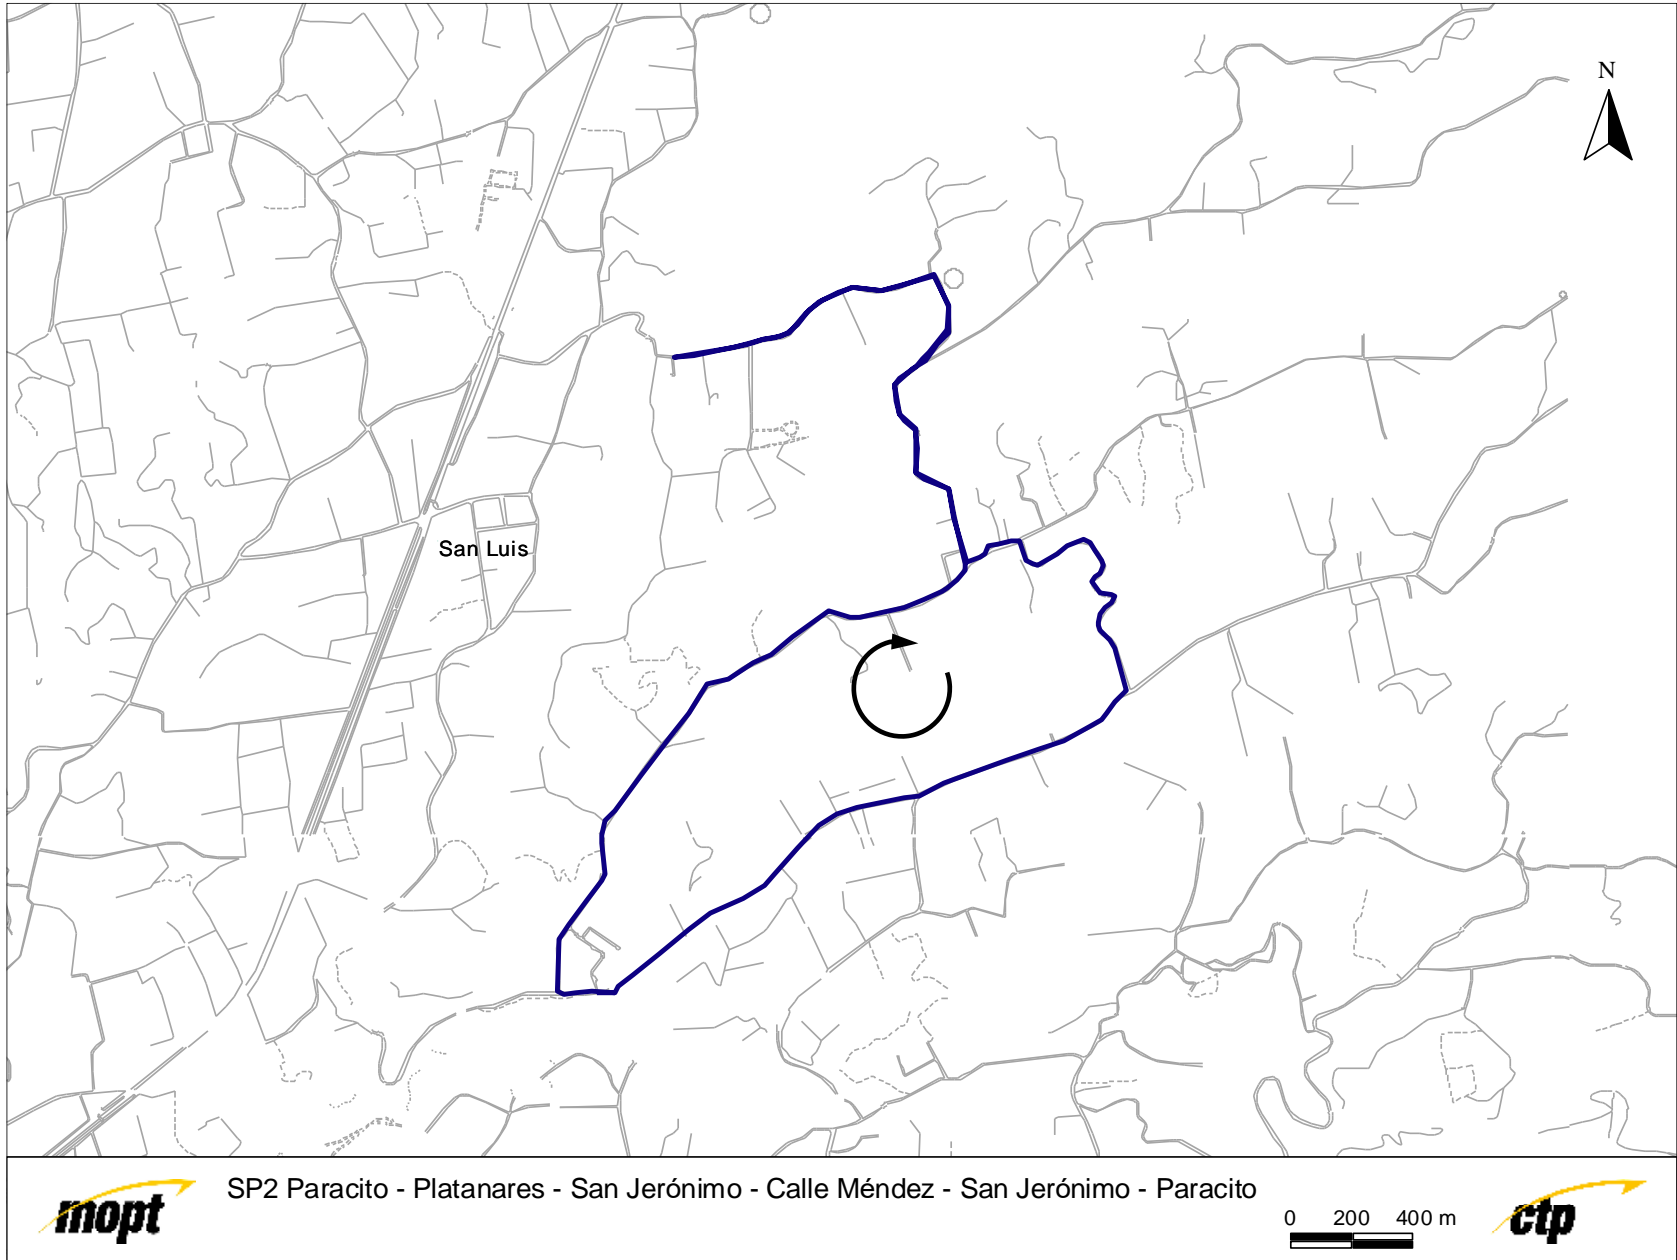 N
San Luis
SP2 Paracito - Platanares - San Jerónimo - Calle Méndez - San Jerónimo - Paracito
mopt
0 200 400 m
ctp